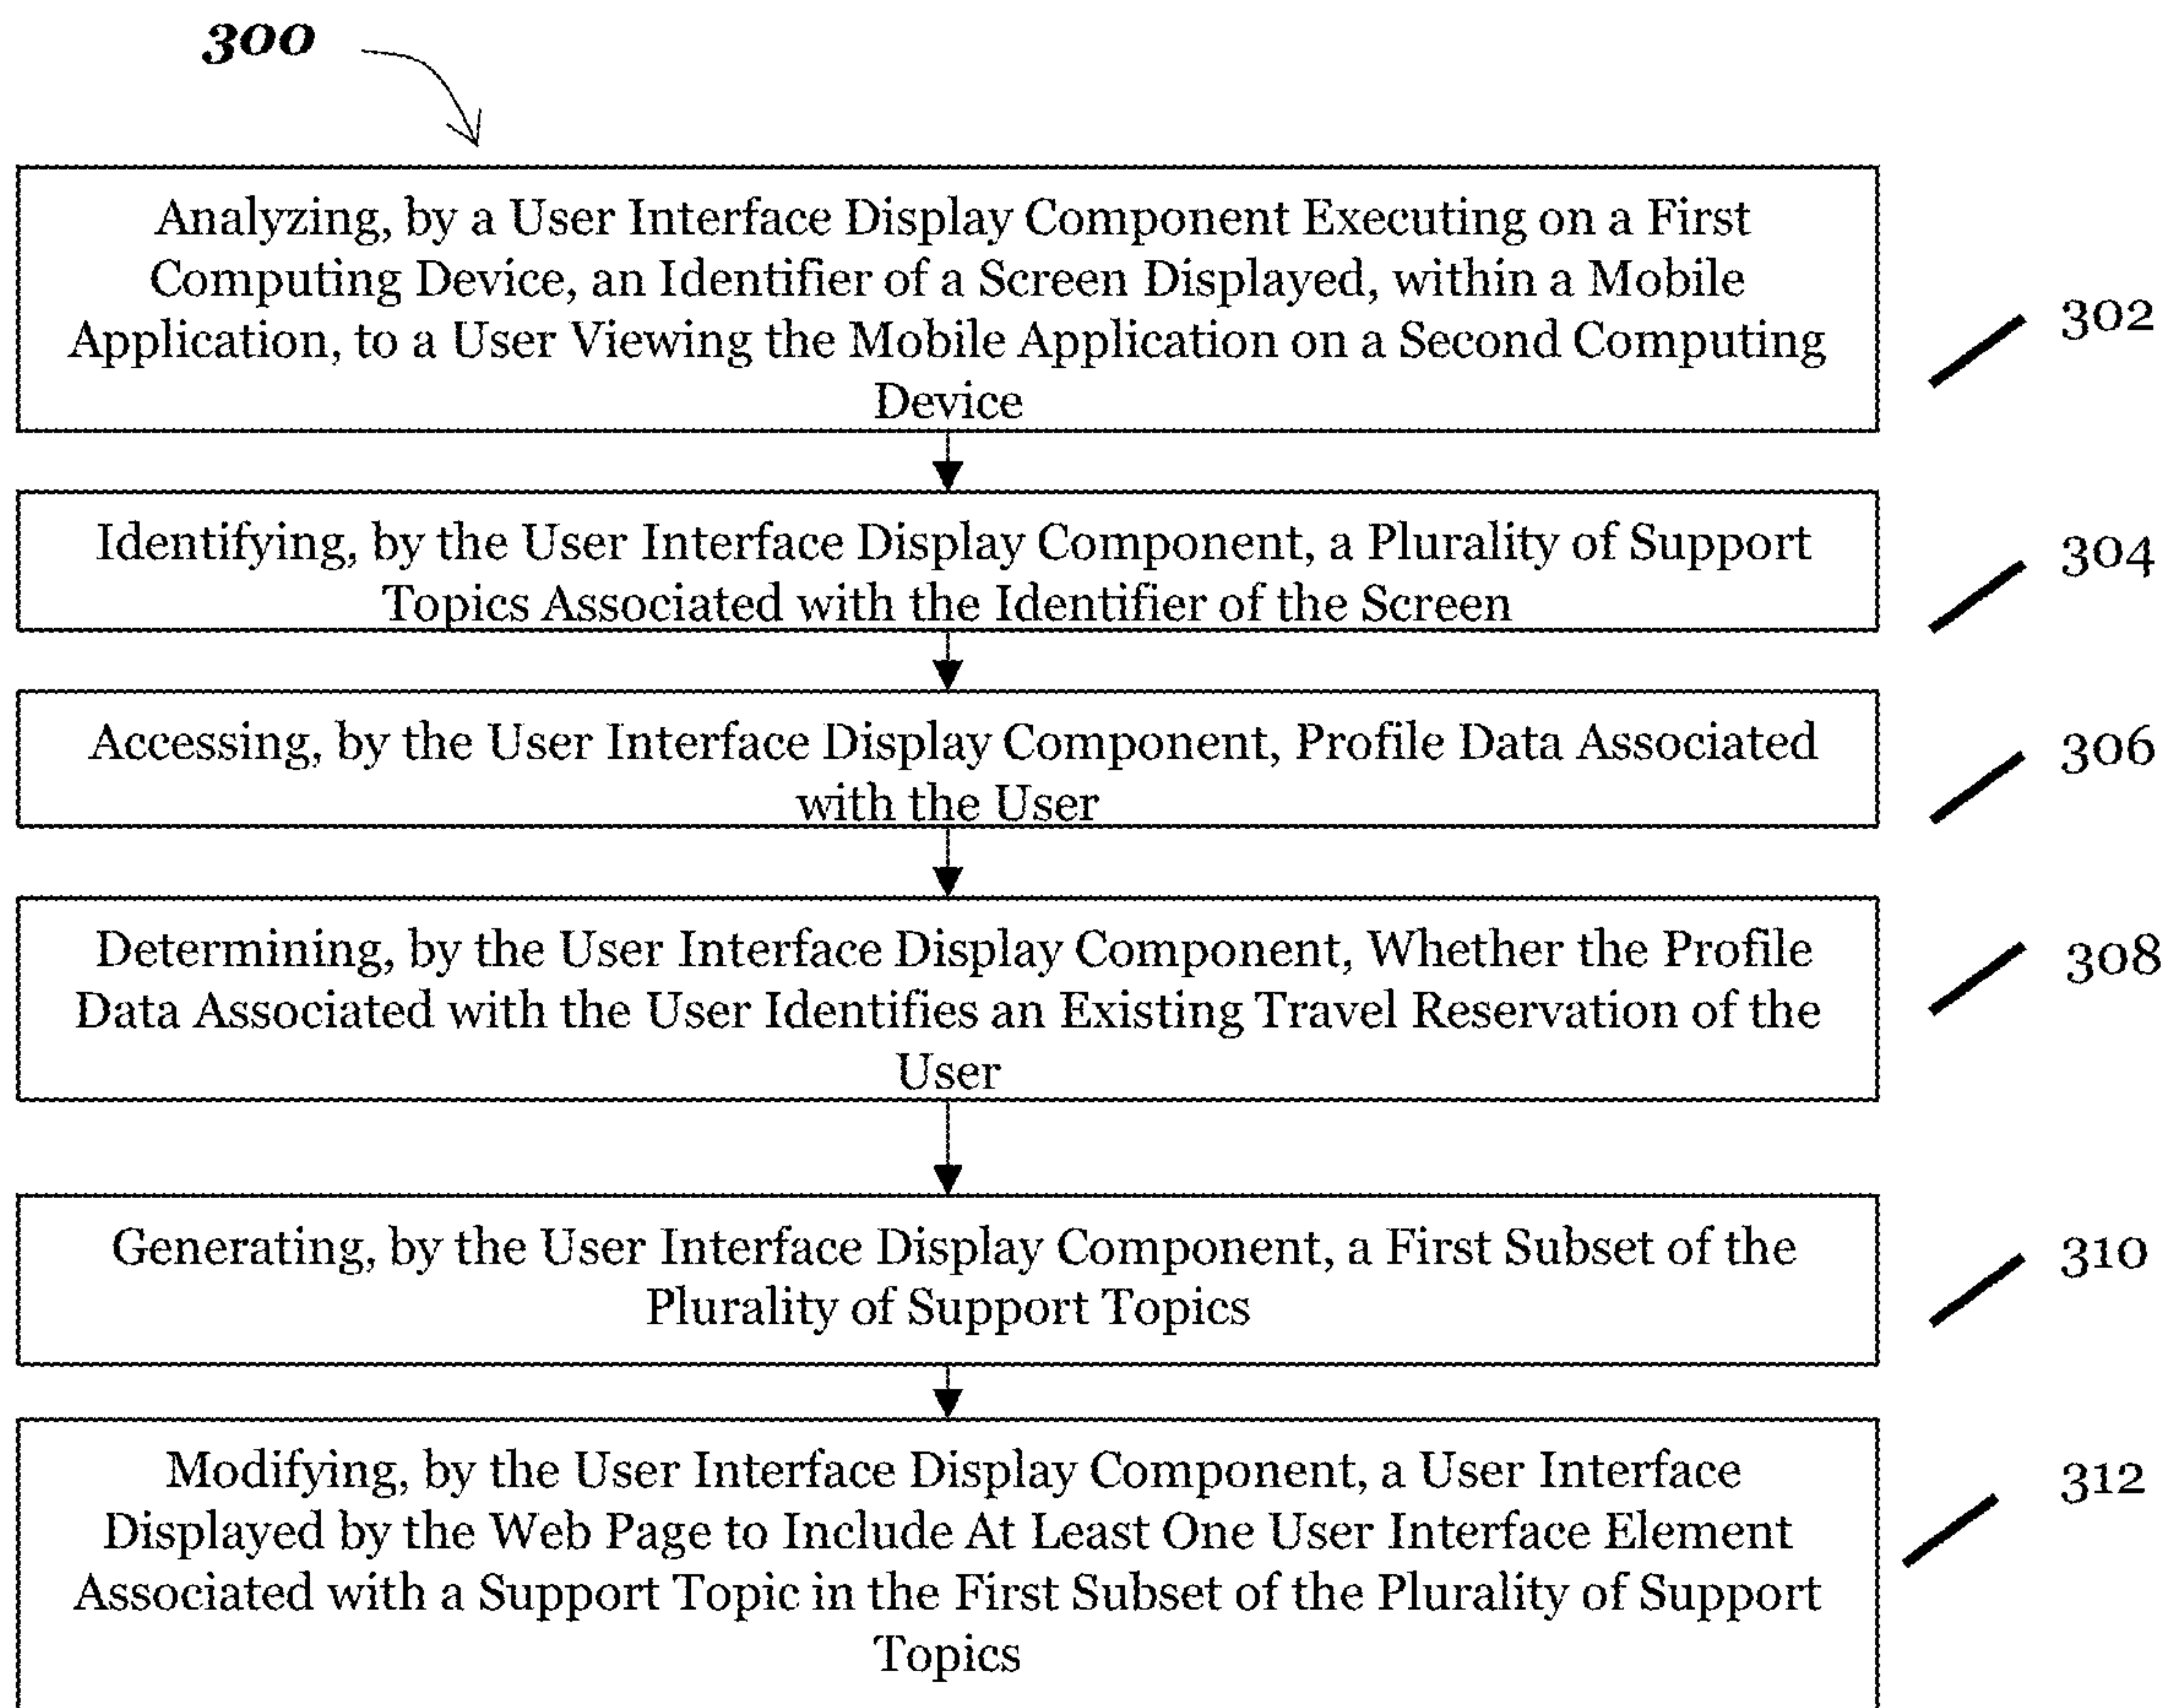 300
Analyzing, by a User Interface Display Component Executing on a First
Computing Device, an Identifier of a Screen Displayed, within a Mobile
Application, to a User Viewing the Mobile Application on a Second Computing
Device
302
Identifying, by the User Interface Display Component, a Plurality of Support
Topics Associated with the Identifier of the Screen
304
Accessing, by the User Interface Display Component, Profile Data Associated
with the User
306
Determining, by the User Interface Display Component, Whether the Profile
Data Associated with the User Identifies an Existing Travel Reservation of the
User
308
Generating, by the User Interface Display Component, a First Subset of the
Plurality of Support Topics
310
Modifying, by the User Interface Display Component, a User Interface
Displayed by the Web Page to Include At Least One User Interface Element
Associated with a Support Topic in the First Subset of the Plurality of Support
Topics
312